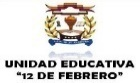 UNIDAD EDUCATIVA
“12 DE FEBRERO”